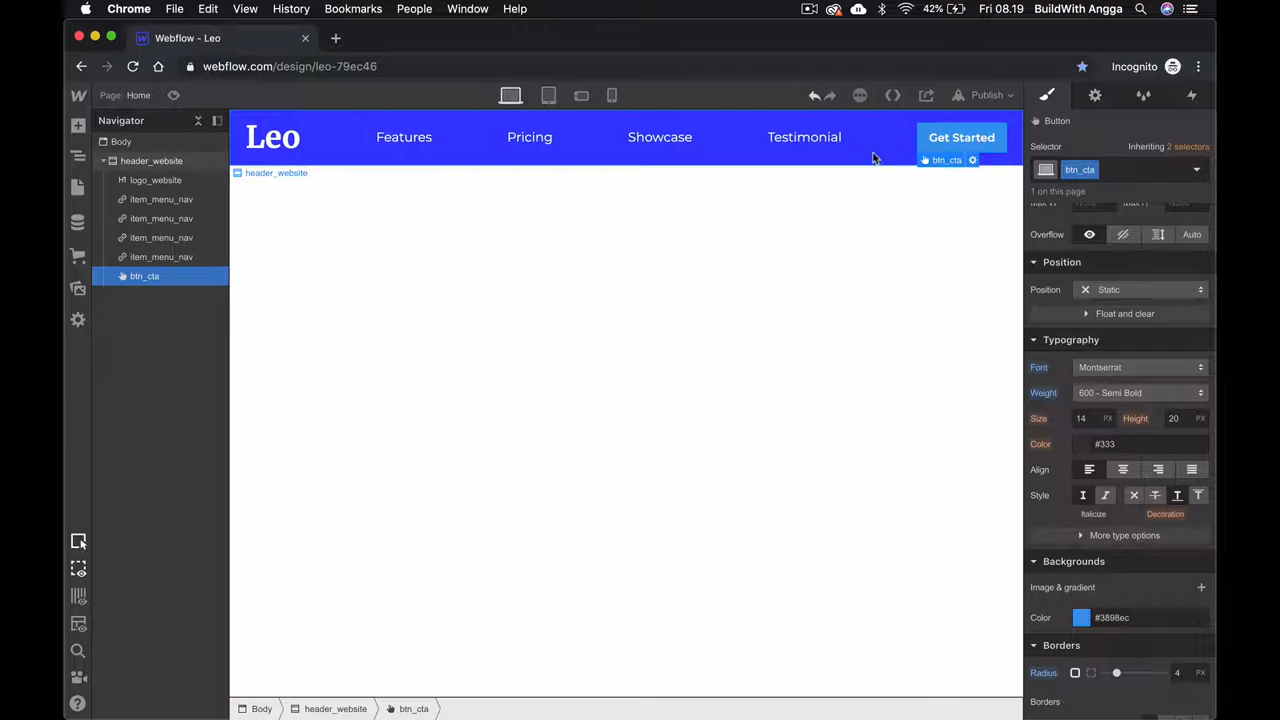 Chrome File Edit View History Bookmarks People Window Help 42% Fri 08.19 BuildWith Angga
Webflow - Leo
webflow.com/design/leo-79ec46 Incognito
Page: Home Publish
Navigator
Body
header_website
logo_website
item_menu_nav
item_menu_nav
item_menu_nav
item_menu_nav
btn_cta
Leo Features Pricing Showcase Testimonial Get Started
btn_cta
header_website
Button
Selector Inheriting 2 selectors
btn_cta
1 on this page
Overflow Auto
Position
Position Static
Float and clear
Typography
Font Montserrat
Weight 600 - Semi Bold
Size 14 PX Height 20 PX
Color #333
Align
Style
Italicize Decoration
More type options
Backgrounds
Image & gradient
Color #3898ec
Borders
Radius 4 PX
Borders
Body header_website btn_cta